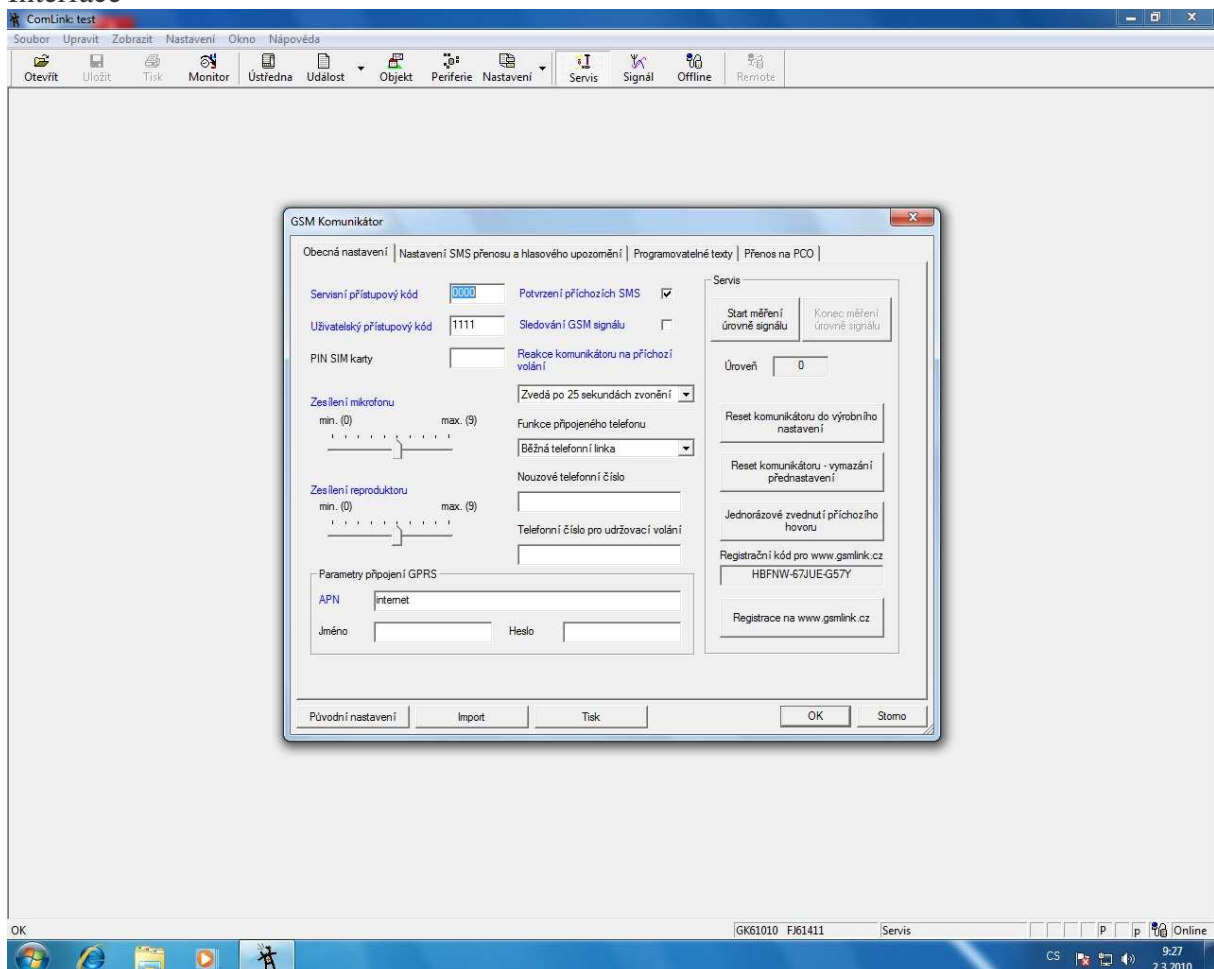 ComLink: test
Soubor Upravit Zobrazit Nastavení Okno Nápověda
Otevřít Uložit Tisk Monitor Ústředna Událost Objekt Periferie Nastavení Servis Signál Offline Remote
GSM Komunikátor
Obecná nastavení Nastavení SMS přenosu a hlasového upozornění Programovatelné texty Přenos na PCO
Servisní přístupový kód 0000
Uživatelský přístupový kód 1111
PIN SIM karty
Zesílení mikrofonu
min. (0) max. (9)
Zesílení reproduktoru
min. (0) max. (9)
Potvrzení příchozích SMS
Sledování GSM signálu
Reakce komunikátoru na příchozí
volání
Zvedá po 25 sekundách zvonění
Funkce připojeného telefonu
Běžná telefonní linka
Nouzové telefonní číslo
Telefonní číslo pro udržovací volání
Parametry připojení GPRS
APN internet
Jméno Heslo
Servis
Start měření
úrovně signálu
Konec měření
úrovně signálu
Úroveň 0
Reset komunikátoru do výrobního
nastavení
Reset komunikátoru - vymazání
přednastavení
Jednorázové zvednutí příchozího
hovoru
Registrační kód pro www.gsmlink.cz
HBFNW-67JUE-G57Y
Registrace na www.gsmlink.cz
Původní nastavení Import Tisk OK Storno
OK GK61010 FJ61411 Servis P p Online
CS 9:27
2.3.2010